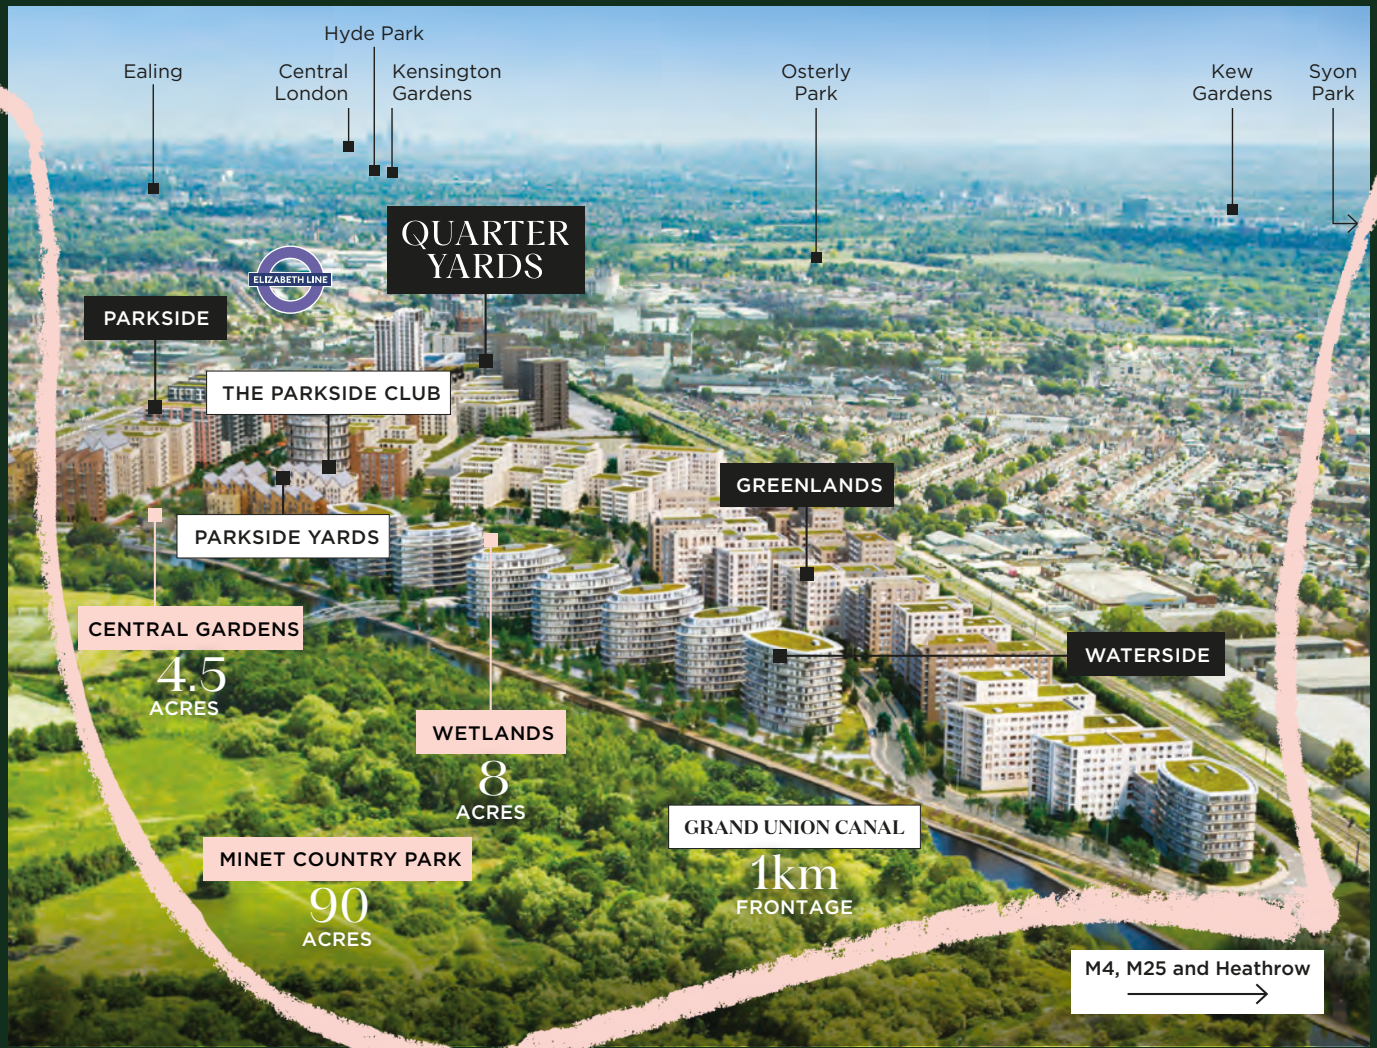 Hyde Park
Ealing
Central
London
Kensington
Gardens
Osterly
Park
Kew
Gardens
Syon
Park
QUARTER
YARDS
ELIZABETH LINE
PARKSIDE
THE PARKSIDE CLUB
GREENLANDS
PARKSIDE YARDS
CENTRAL GARDENS
4.5
ACRES
WATERSIDE
WETLANDS
8
ACRES
GRAND UNION CANAL
1km
FRONTAGE
MINET COUNTRY PARK
90
ACRES
M4, M25 and Heathrow